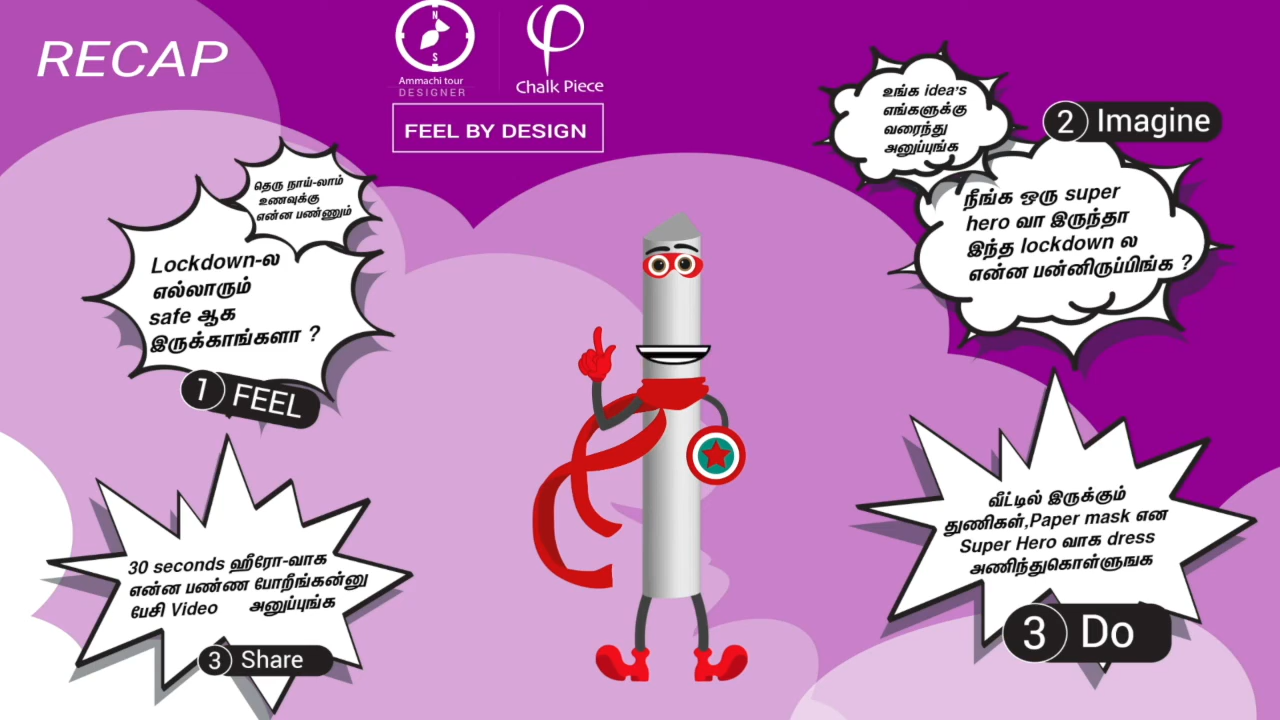 RECAP
N
S
Ammachi tour
DESIGNER
Chalk Piece
FEEL BY DESIGN
தெரு நாய்-லாம்
உணவுக்கு
என்ன பண்ணும்
Lockdown-ல
எல்லாரும்
safe ஆக
இருக்காங்களா ?
1 FEEL
உங்க idea's
எங்களுக்கு
வரைந்து
அனுப்புங்க
2 Imagine
நீங்க ஒரு super
hero வா இருந்தா
இந்த lockdown ல
என்ன பன்னிருப்பிங்க ?
வீட்டில் இருக்கும்
துணிகள்,Paper mask என
Super Hero வாக dress
அணிந்துகொள்ளுஙக
3 Do
30 seconds ஹீரோ-வாக
என்ன பண்ண போறீங்கன்னு
பேசி Video அனுப்புங்க
3 Share